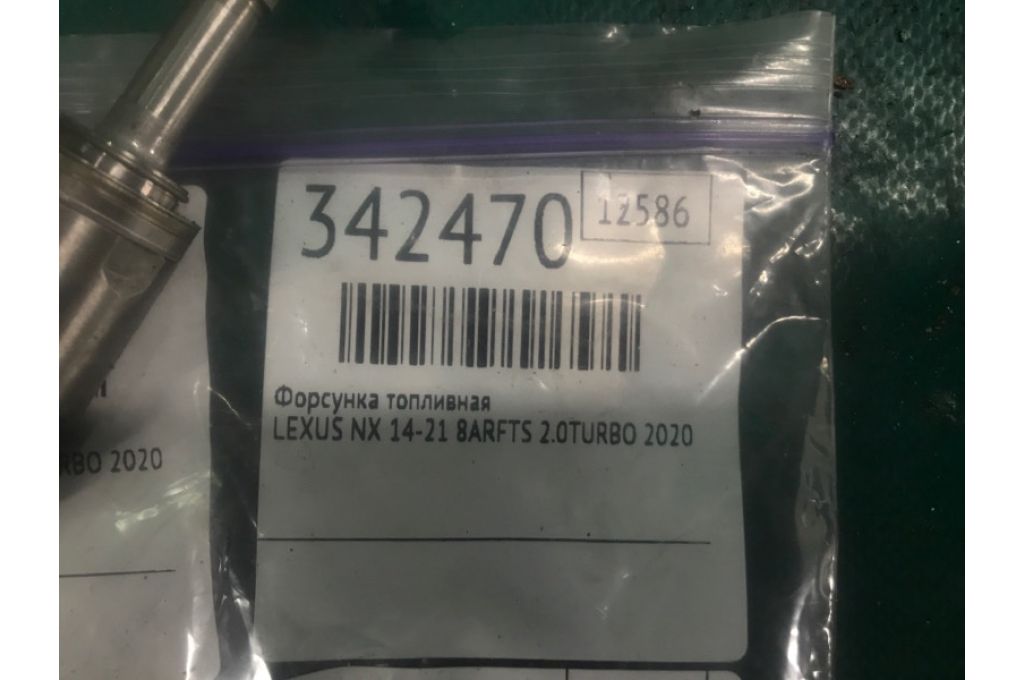 342470 12586
Форсунка топливная
LEXUS NX 14-21 8ARFTS 2.0TURBO 2020
RBO 2020